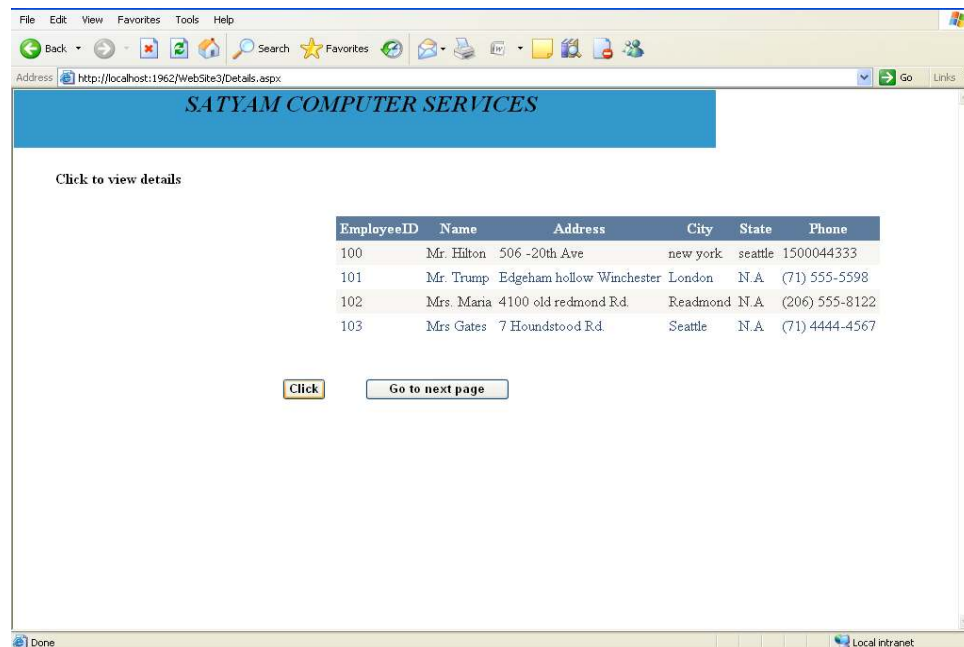 File Edit View Favorites Tools Help
Back Search Favorites
Address http://localhost:1962/WebSite3/Details.aspx Go Links
SATYAM COMPUTER SERVICES
Click to view details
EmployeeID Name Address City State Phone
100 Mr. Hilton 506 -20th Ave new york seattle 1500044333
101 Mr. Trump Edgeham hollow Winchester London N.A (71) 555-5598
102 Mrs. Maria 4100 old redmond Rd. Readmond N.A (206) 555-8122
103 Mrs Gates 7 Houndstood Rd. Seattle N.A (71) 4444-4567
Click Go to next page
Done Local intranet